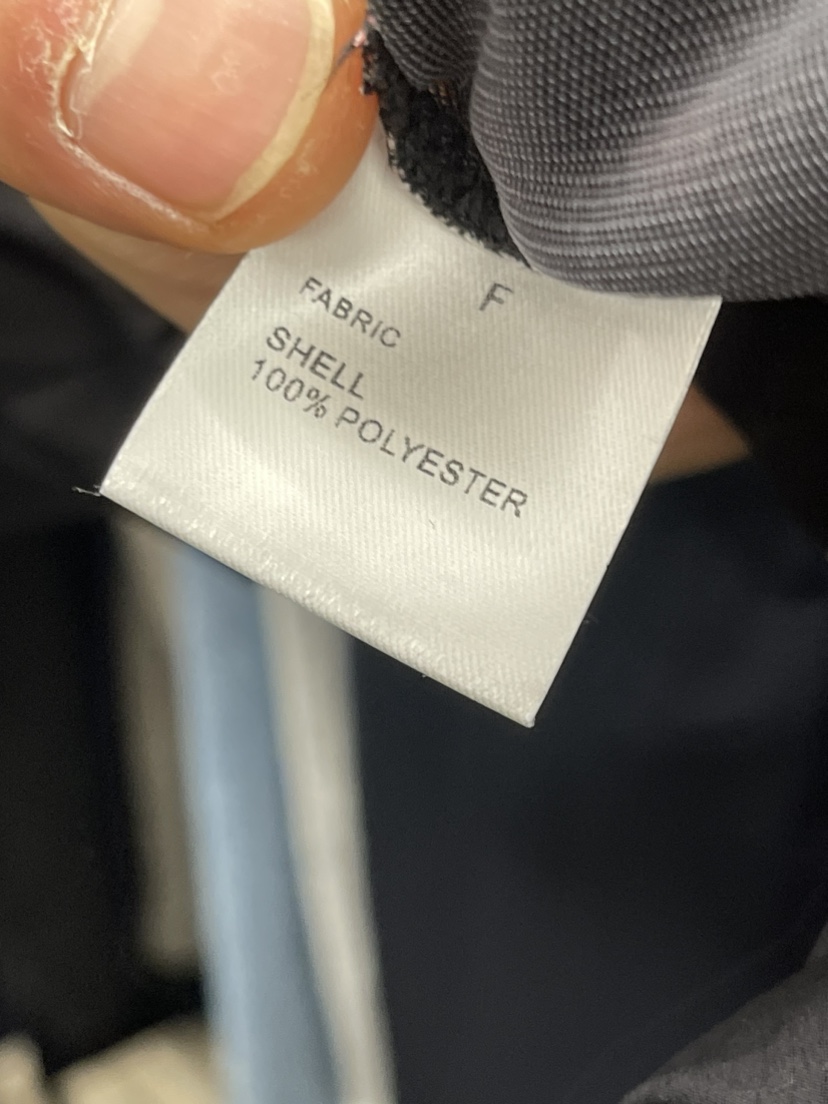 F
FABRIC
SHELL
100% POLYESTER